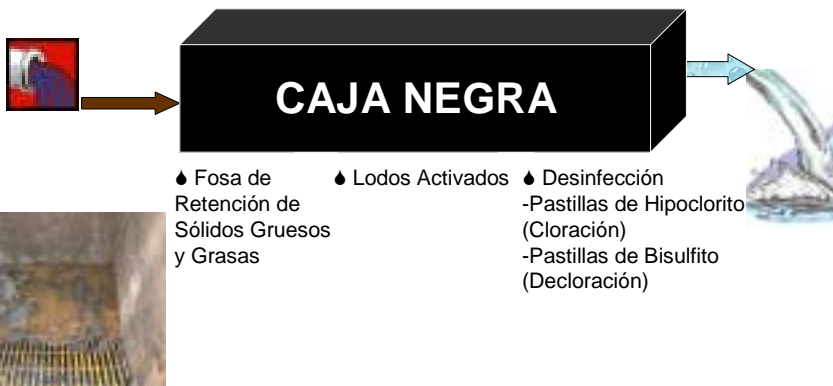 CAJA NEGRA
Fosa de
Retención de
Sólidos Gruesos
y Grasas
Lodos Activados
Desinfección
-Pastillas de Hipoclorito
(Cloración)
-Pastillas de Bisulfito
(Decloración)